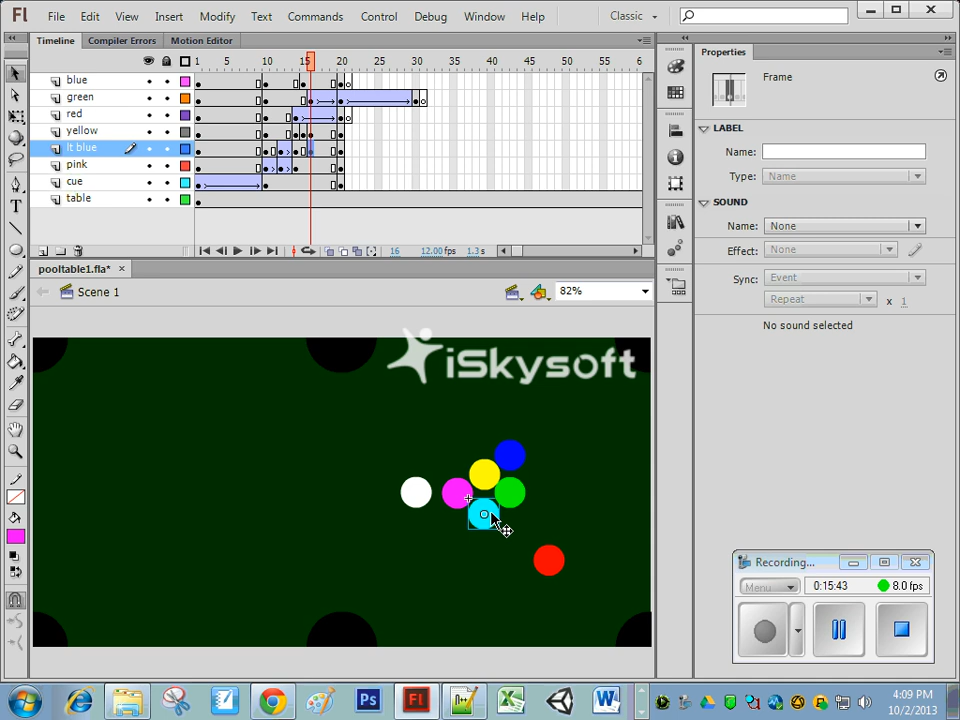 Fl File Edit View Insert Modify Text Commands Control Debug Window Help Classic
Timeline Compiler Errors Motion Editor
1 5 10 15 20 25 30 35 40 45 50 55 6
blue
green
red
yellow
lt blue
pink
cue
table
16 12.00 fps 1.3 s
pooltable1.fla* ×
Scene 1
82%
iSkysoft
Properties
Frame
LABEL
Name:
Type: Name
SOUND
Name: None
Effect: None
Sync: Event
Repeat x 1
No sound selected
Recording...
Menu 0:15:43 8.0 fps
T
Ps Fl W
4:09 PM
10/2/2013